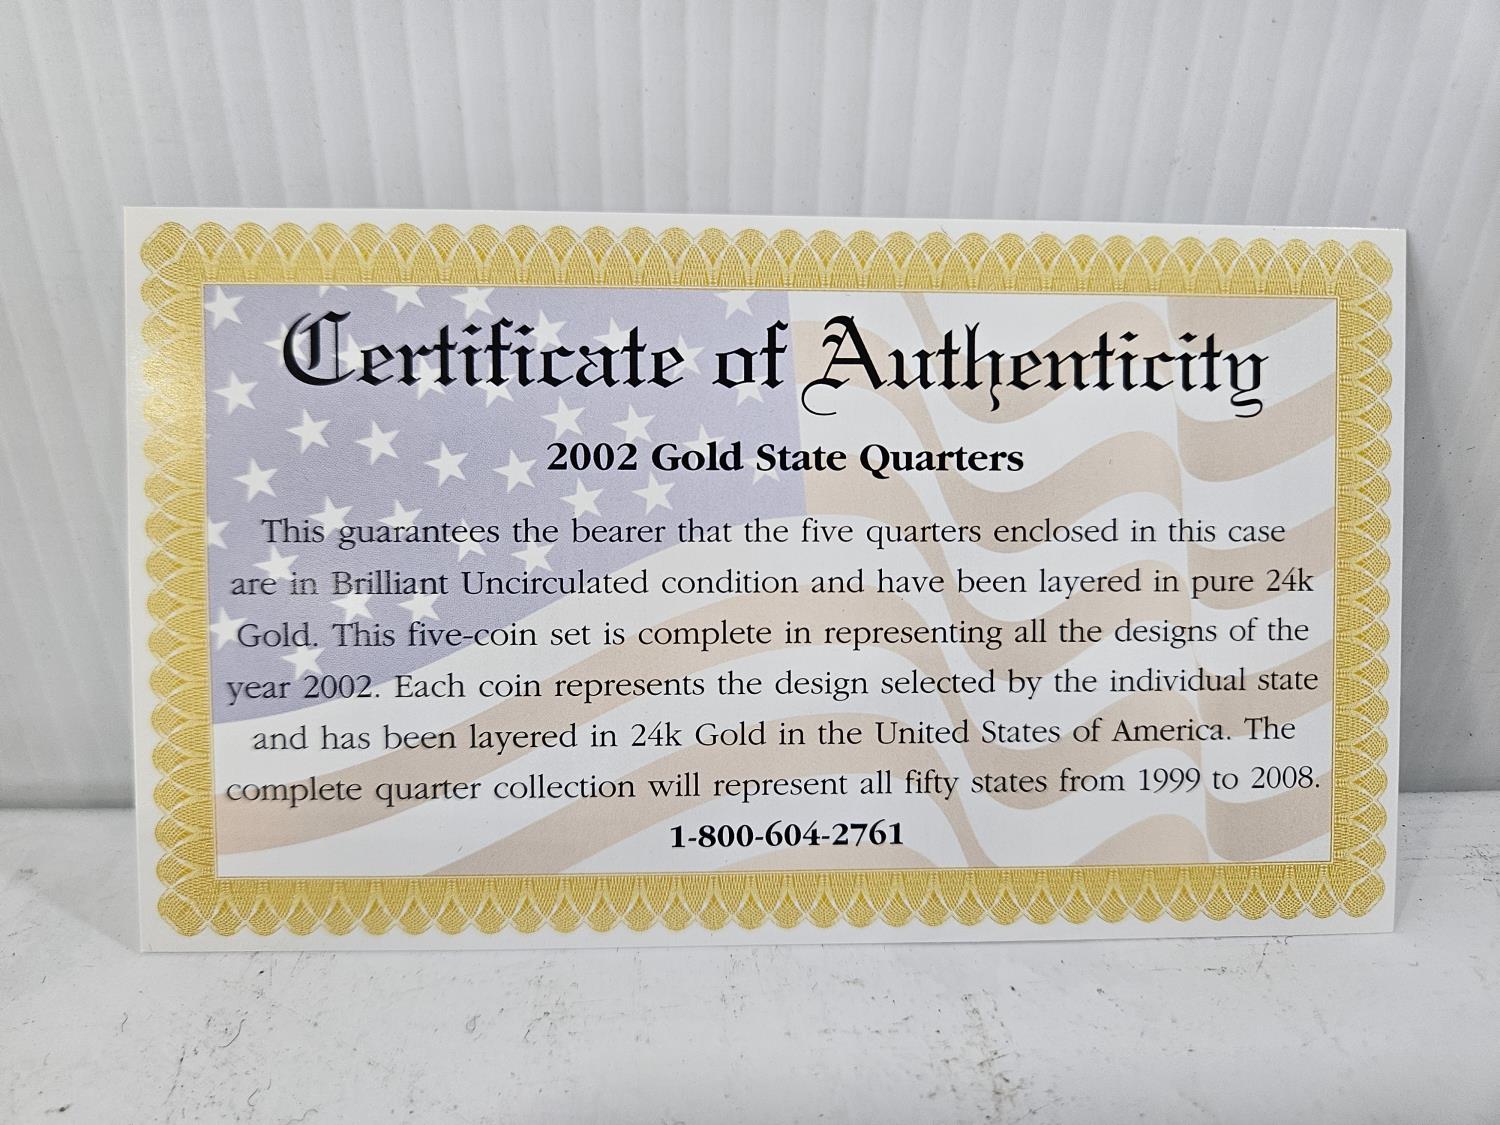 Certificate of Authenticity
2002 Gold State Quarters
This guarantees the bearer that the five quarters enclosed in this case
are in Brilliant Uncirculated condition and have been layered in pure 24k
Gold. This five-coin set is complete in representing all the designs of the
year 2002. Each coin represents the design selected by the individual state
and has been layered in 24k Gold in the United States of America. The
complete quarter collection will represent all fifty states from 1999 to 2008.
1-800-604-2761